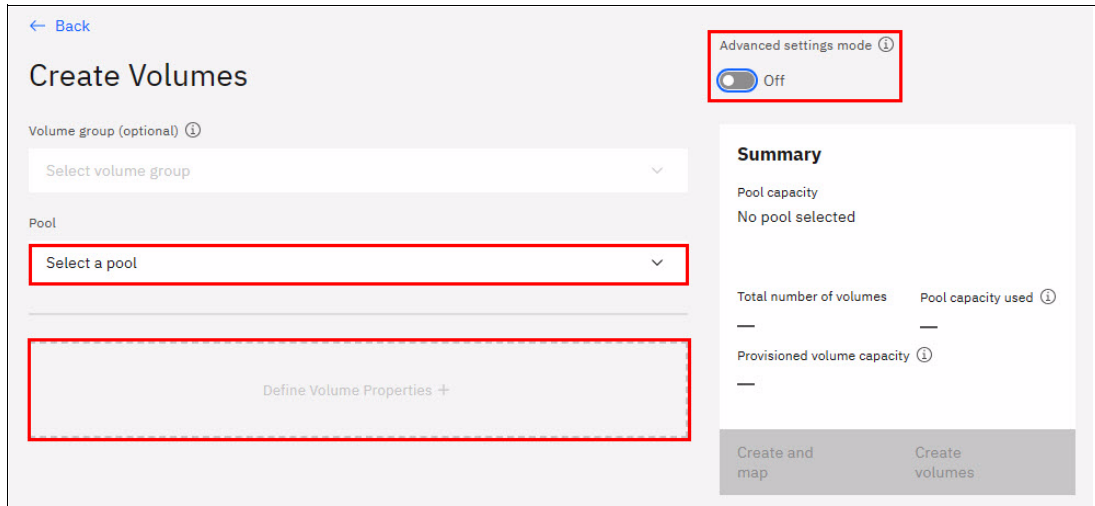 ← Back
Create Volumes
Advanced settings mode
Off
Volume group (optional)
Select volume group
Pool
Select a pool
Define Volume Properties +
Summary
Pool capacity
No pool selected
Total number of volumes
—
Pool capacity used
—
Provisioned volume capacity
—
Create and
map
Create
volumes